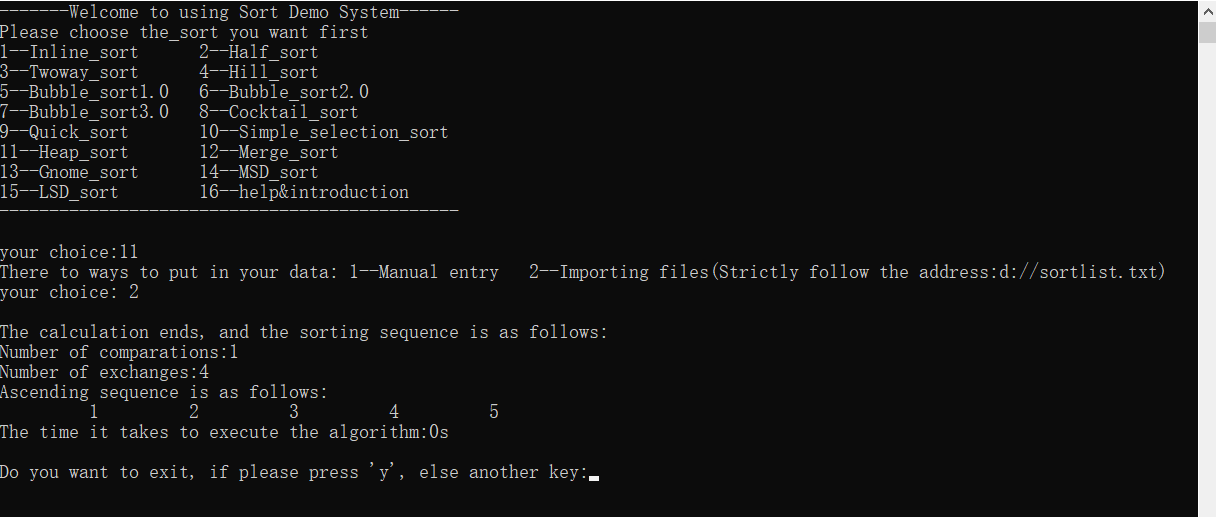 -------Welcome to using Sort Demo System------
Please choose the_sort you want first
1--Inline_sort      2--Half_sort
3--Twoway_sort      4--Hill_sort
5--Bubble_sort1.0   6--Bubble_sort2.0
7--Bubble_sort3.0   8--Cocktail_sort
9--Quick_sort       10--Simple_selection_sort
11--Heap_sort       12--Merge_sort
13--Gnome_sort      14--MSD_sort
15--LSD_sort        16--help&introduction
----------------------------------------------
your choice:11
There to ways to put in your data: 1--Manual entry   2--Importing files(Strictly follow the address:d://sortlist.txt)
your choice: 2
The calculation ends, and the sorting sequence is as follows:
Number of comparations:1
Number of exchanges:4
Ascending sequence is as follows:
         1         2         3         4         5
The time it takes to execute the algorithm:0s
Do you want to exit, if please press 'y', else another key: